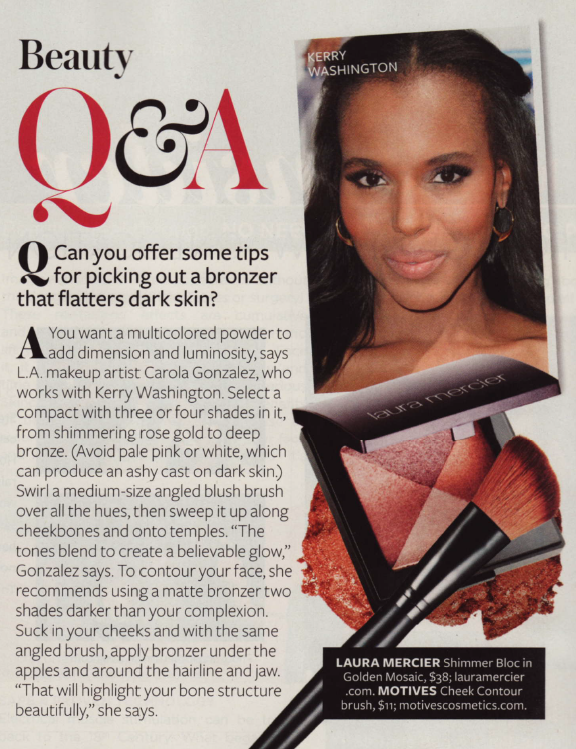 Beauty
Q&A
KERRY
WASHINGTON
Q Can you offer some tips
for picking out a bronzer
that flatters dark skin?
A You want a multicolored powder to
add dimension and luminosity, says
L.A. makeup artist Carola Gonzalez, who
works with Kerry Washington. Select a
compact with three or four shades in it,
from shimmering rose gold to deep
bronze. (Avoid pale pink or white, which
can produce an ashy cast on dark skin.)
Swirl a medium-size angled blush brush
over all the hues, then sweep it up along
cheekbones and onto temples. “The
tones blend to create a believable glow,”
Gonzalez says. To contour your face, she
recommends using a matte bronzer two
shades darker than your complexion.
Suck in your cheeks and with the same
angled brush, apply bronzer under the
apples and around the hairline and jaw.
“That will highlight your bone structure
beautifully,” she says.
laura mercier
LAURA MERCIER Shimmer Bloc in
Golden Mosaic, $38; lauramercier
.com. MOTIVES Cheek Contour
brush, $11; motivescosmetics.com.